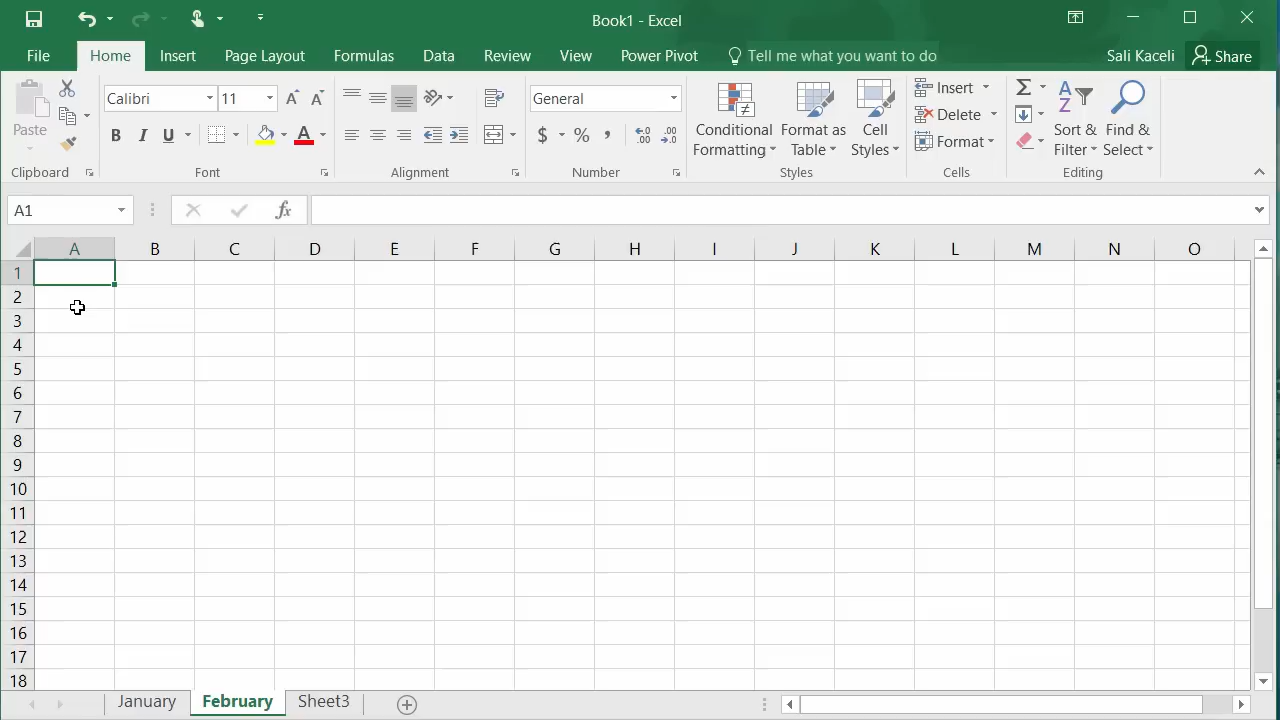 Book1 - Excel
File Home Insert Page Layout Formulas Data Review View Power Pivot Tell me what you want to do Sali Kaceli Share
Paste
Calibri 11
B I U A
General
$ % ,
Conditional Formatting
Format as Table
Cell Styles
Insert
Delete
Format
Sort & Filter
Find & Select
Clipboard Font Alignment Number Styles Cells Editing
A1 fx
A B C D E F G H I J K L M N O
1
2
3
4
5
6
7
8
9
10
11
12
13
14
15
16
17
18
January February Sheet3